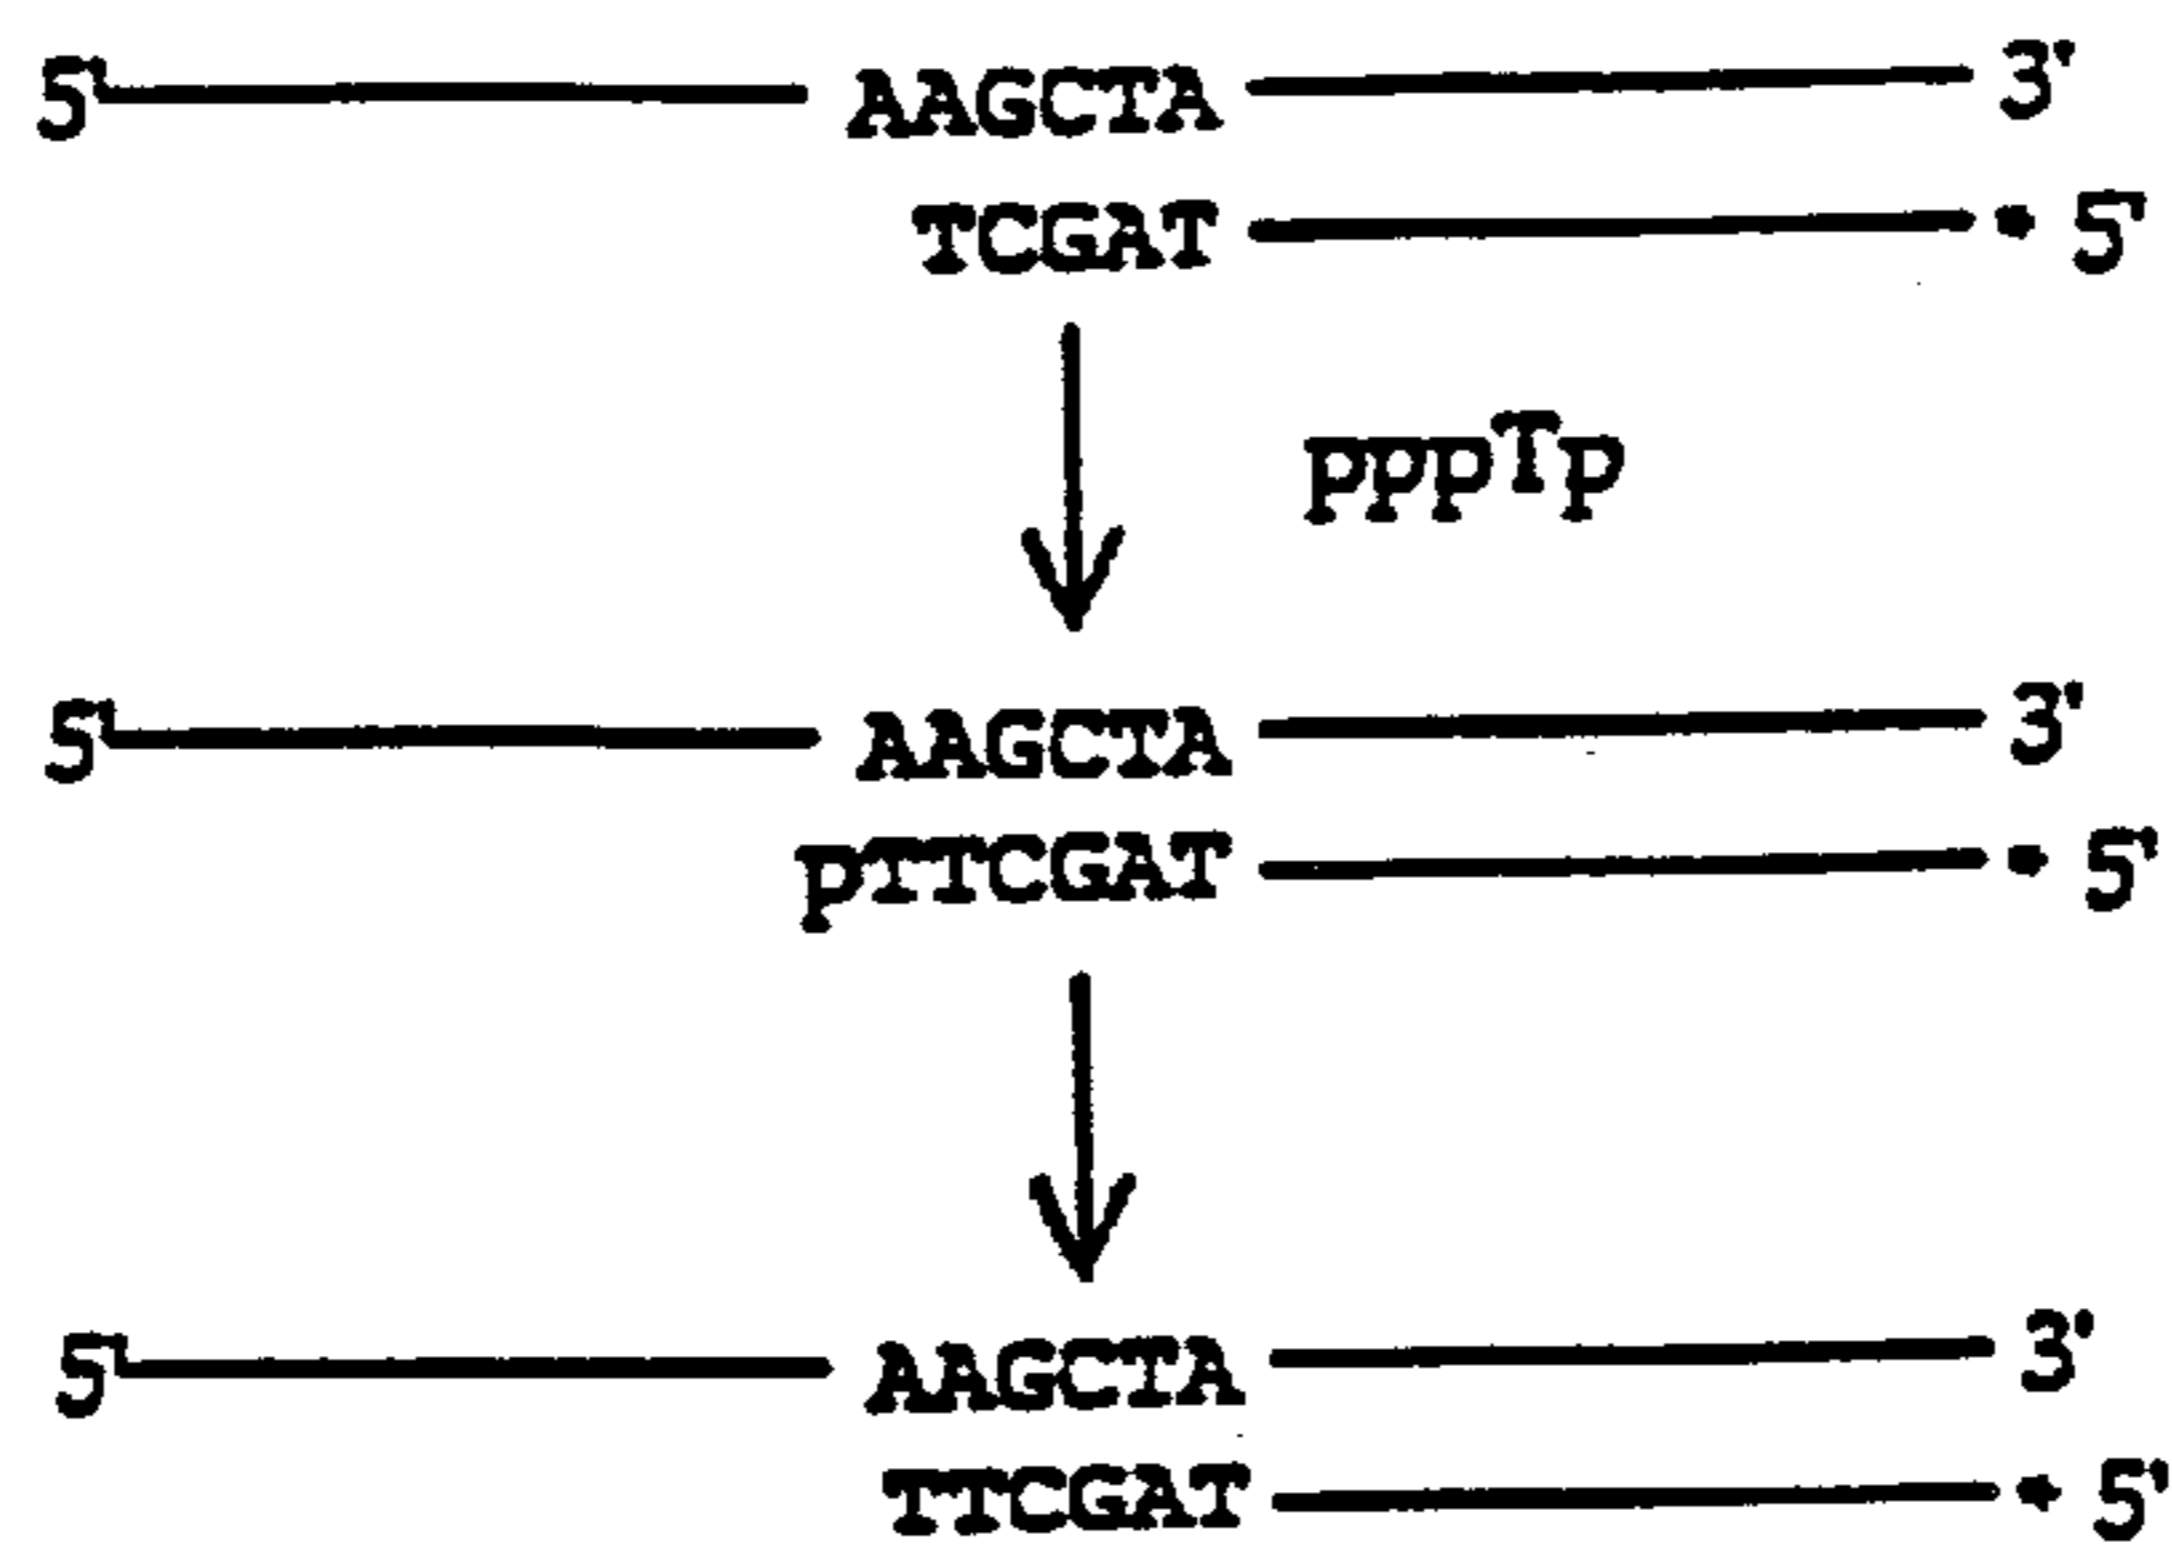 5' AAGCTA 3'
TCGAT 5'
pppTp
5' AAGCTA 3'
pTTCGAT 5'
5' AAGCTA 3'
TTCGAT 5'